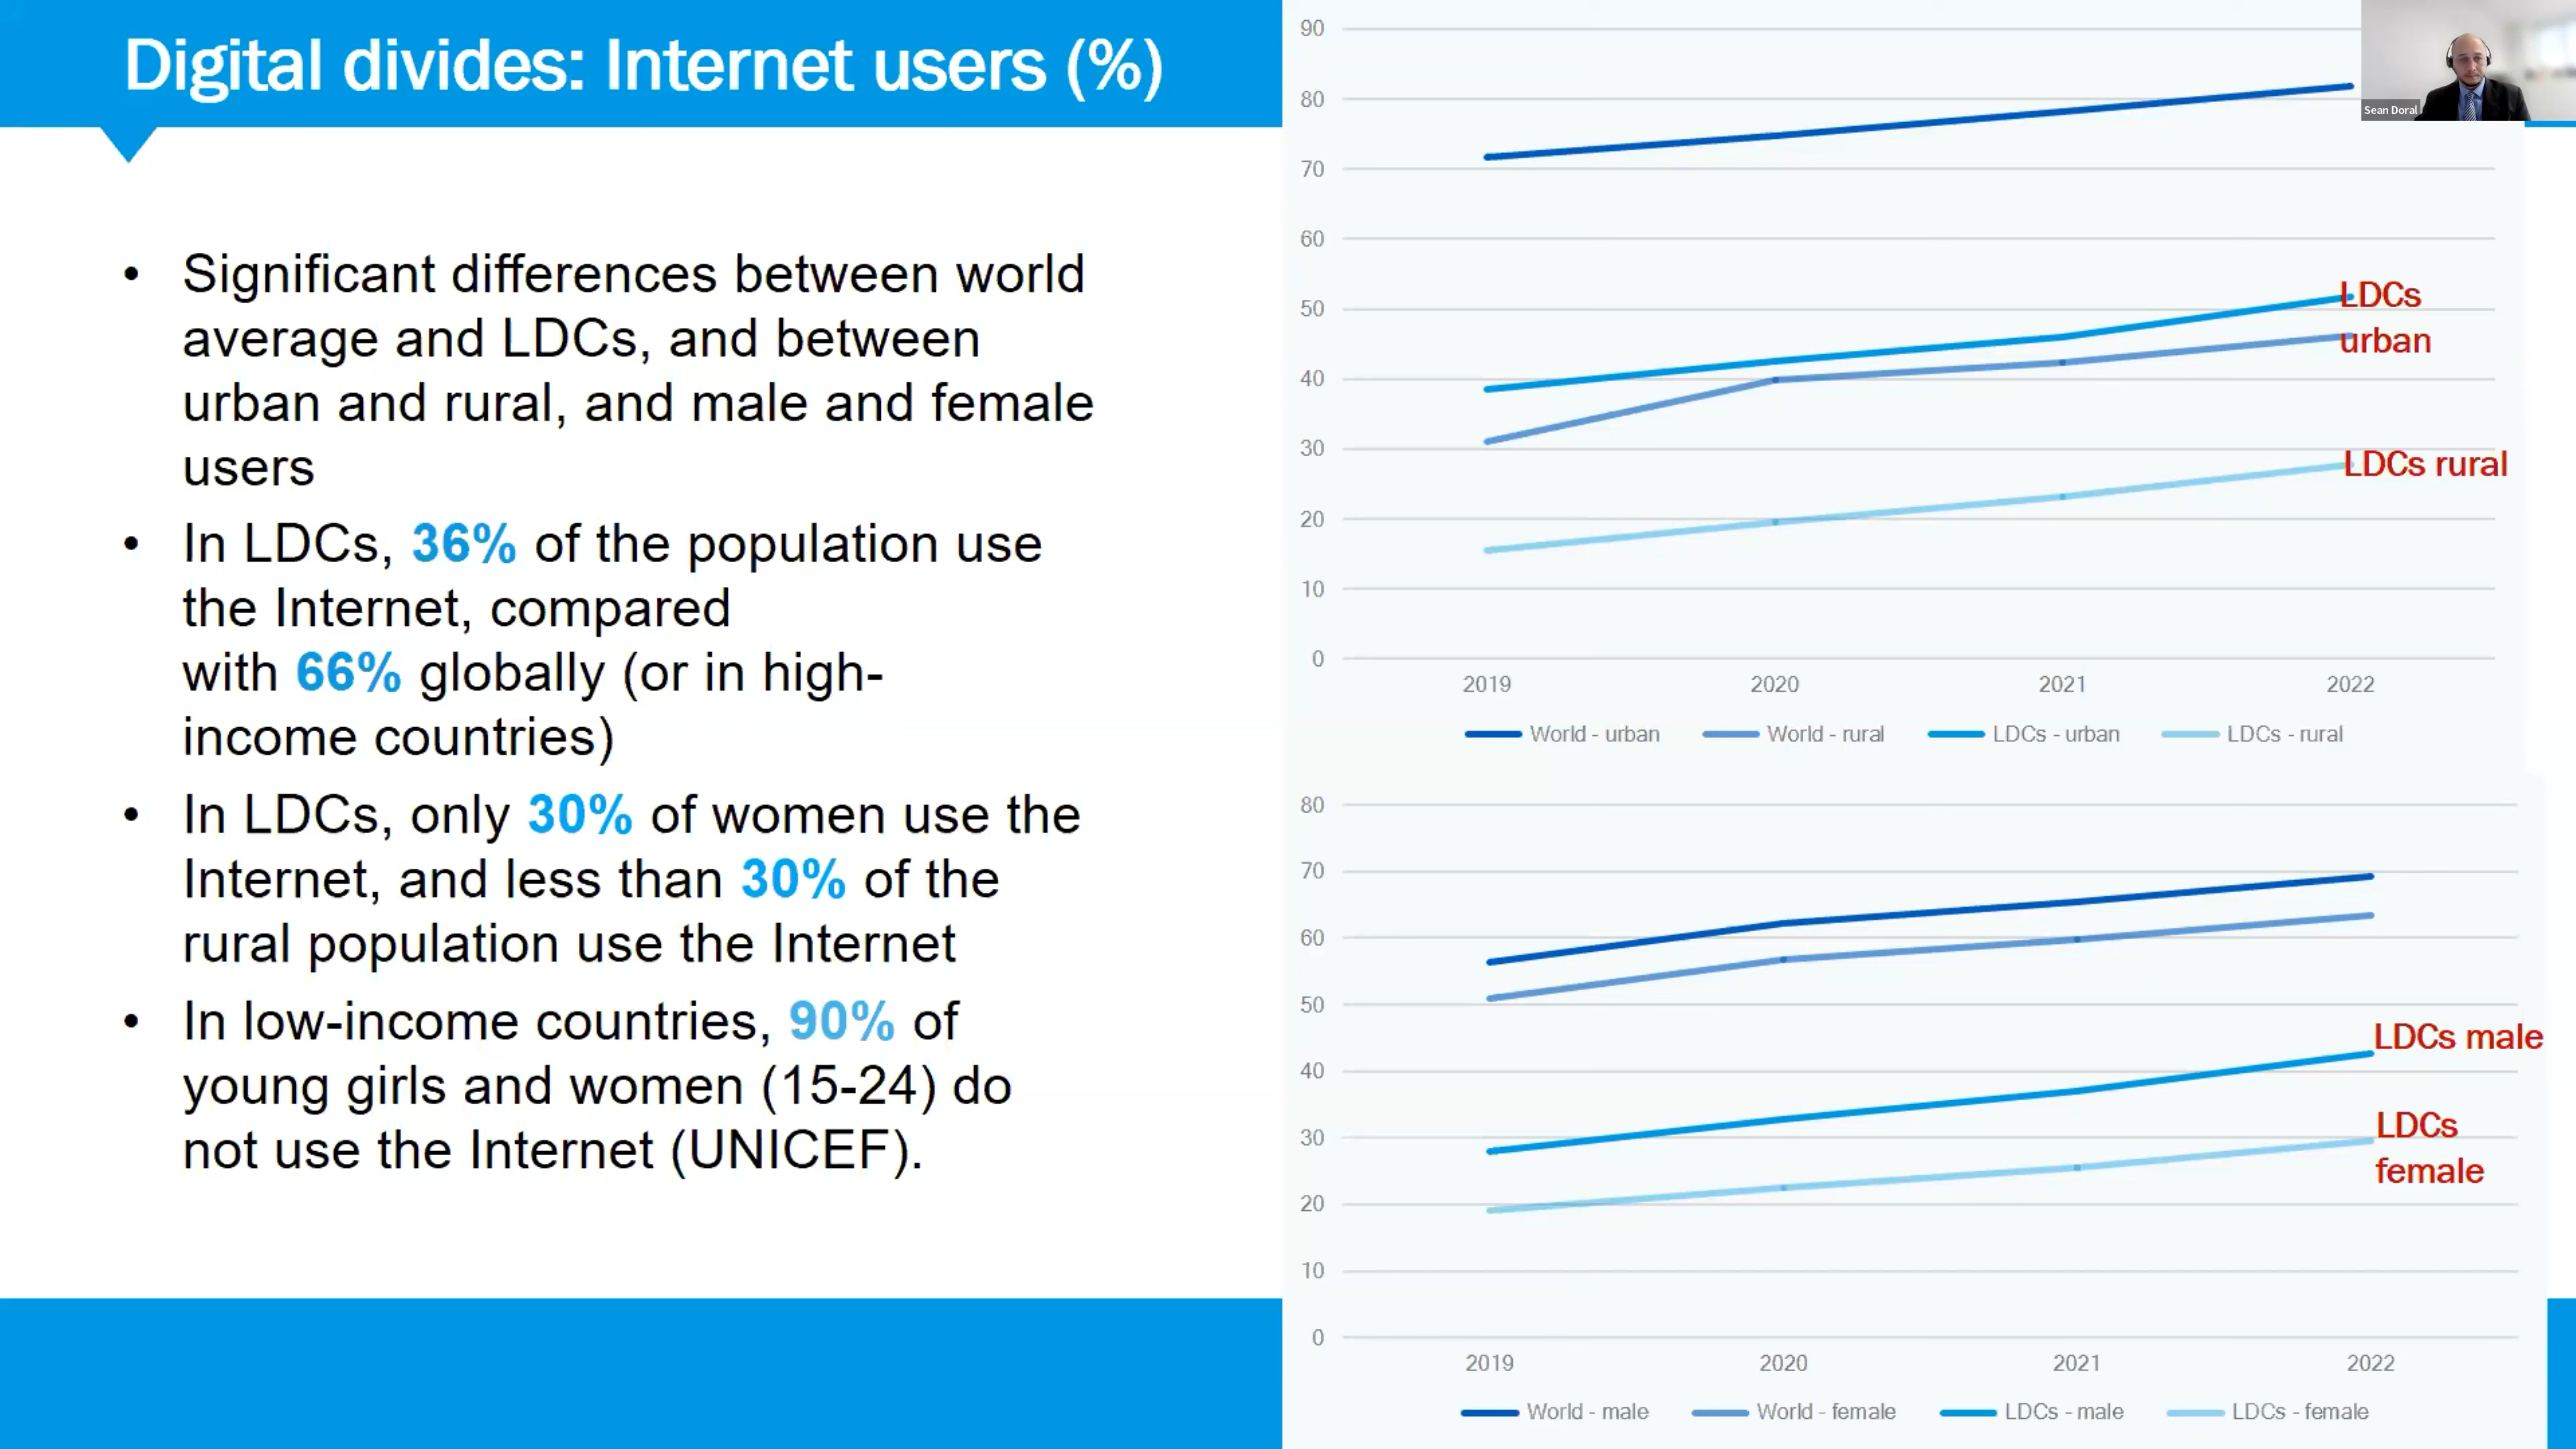 Digital divides: Internet users (%)
• Significant differences between world
average and LDCs, and between
urban and rural, and male and female
users
• In LDCs, 36% of the population use
the Internet, compared
with 66% globally (or in high-
income countries)
• In LDCs, only 30% of women use the
Internet, and less than 30% of the
rural population use the Internet
• In low-income countries, 90% of
young girls and women (15-24) do
not use the Internet (UNICEF).
Sean Doral
90
80
70
60
50
40
30
20
10
0
LDCs
urban
LDCs rural
2019 2020 2021 2022
World - urban World - rural LDCs - urban LDCs - rural
80
70
60
50
40
30
20
10
0
LDCs male
LDCs
female
2019 2020 2021 2022
World - male World - female LDCs - male LDCs - female